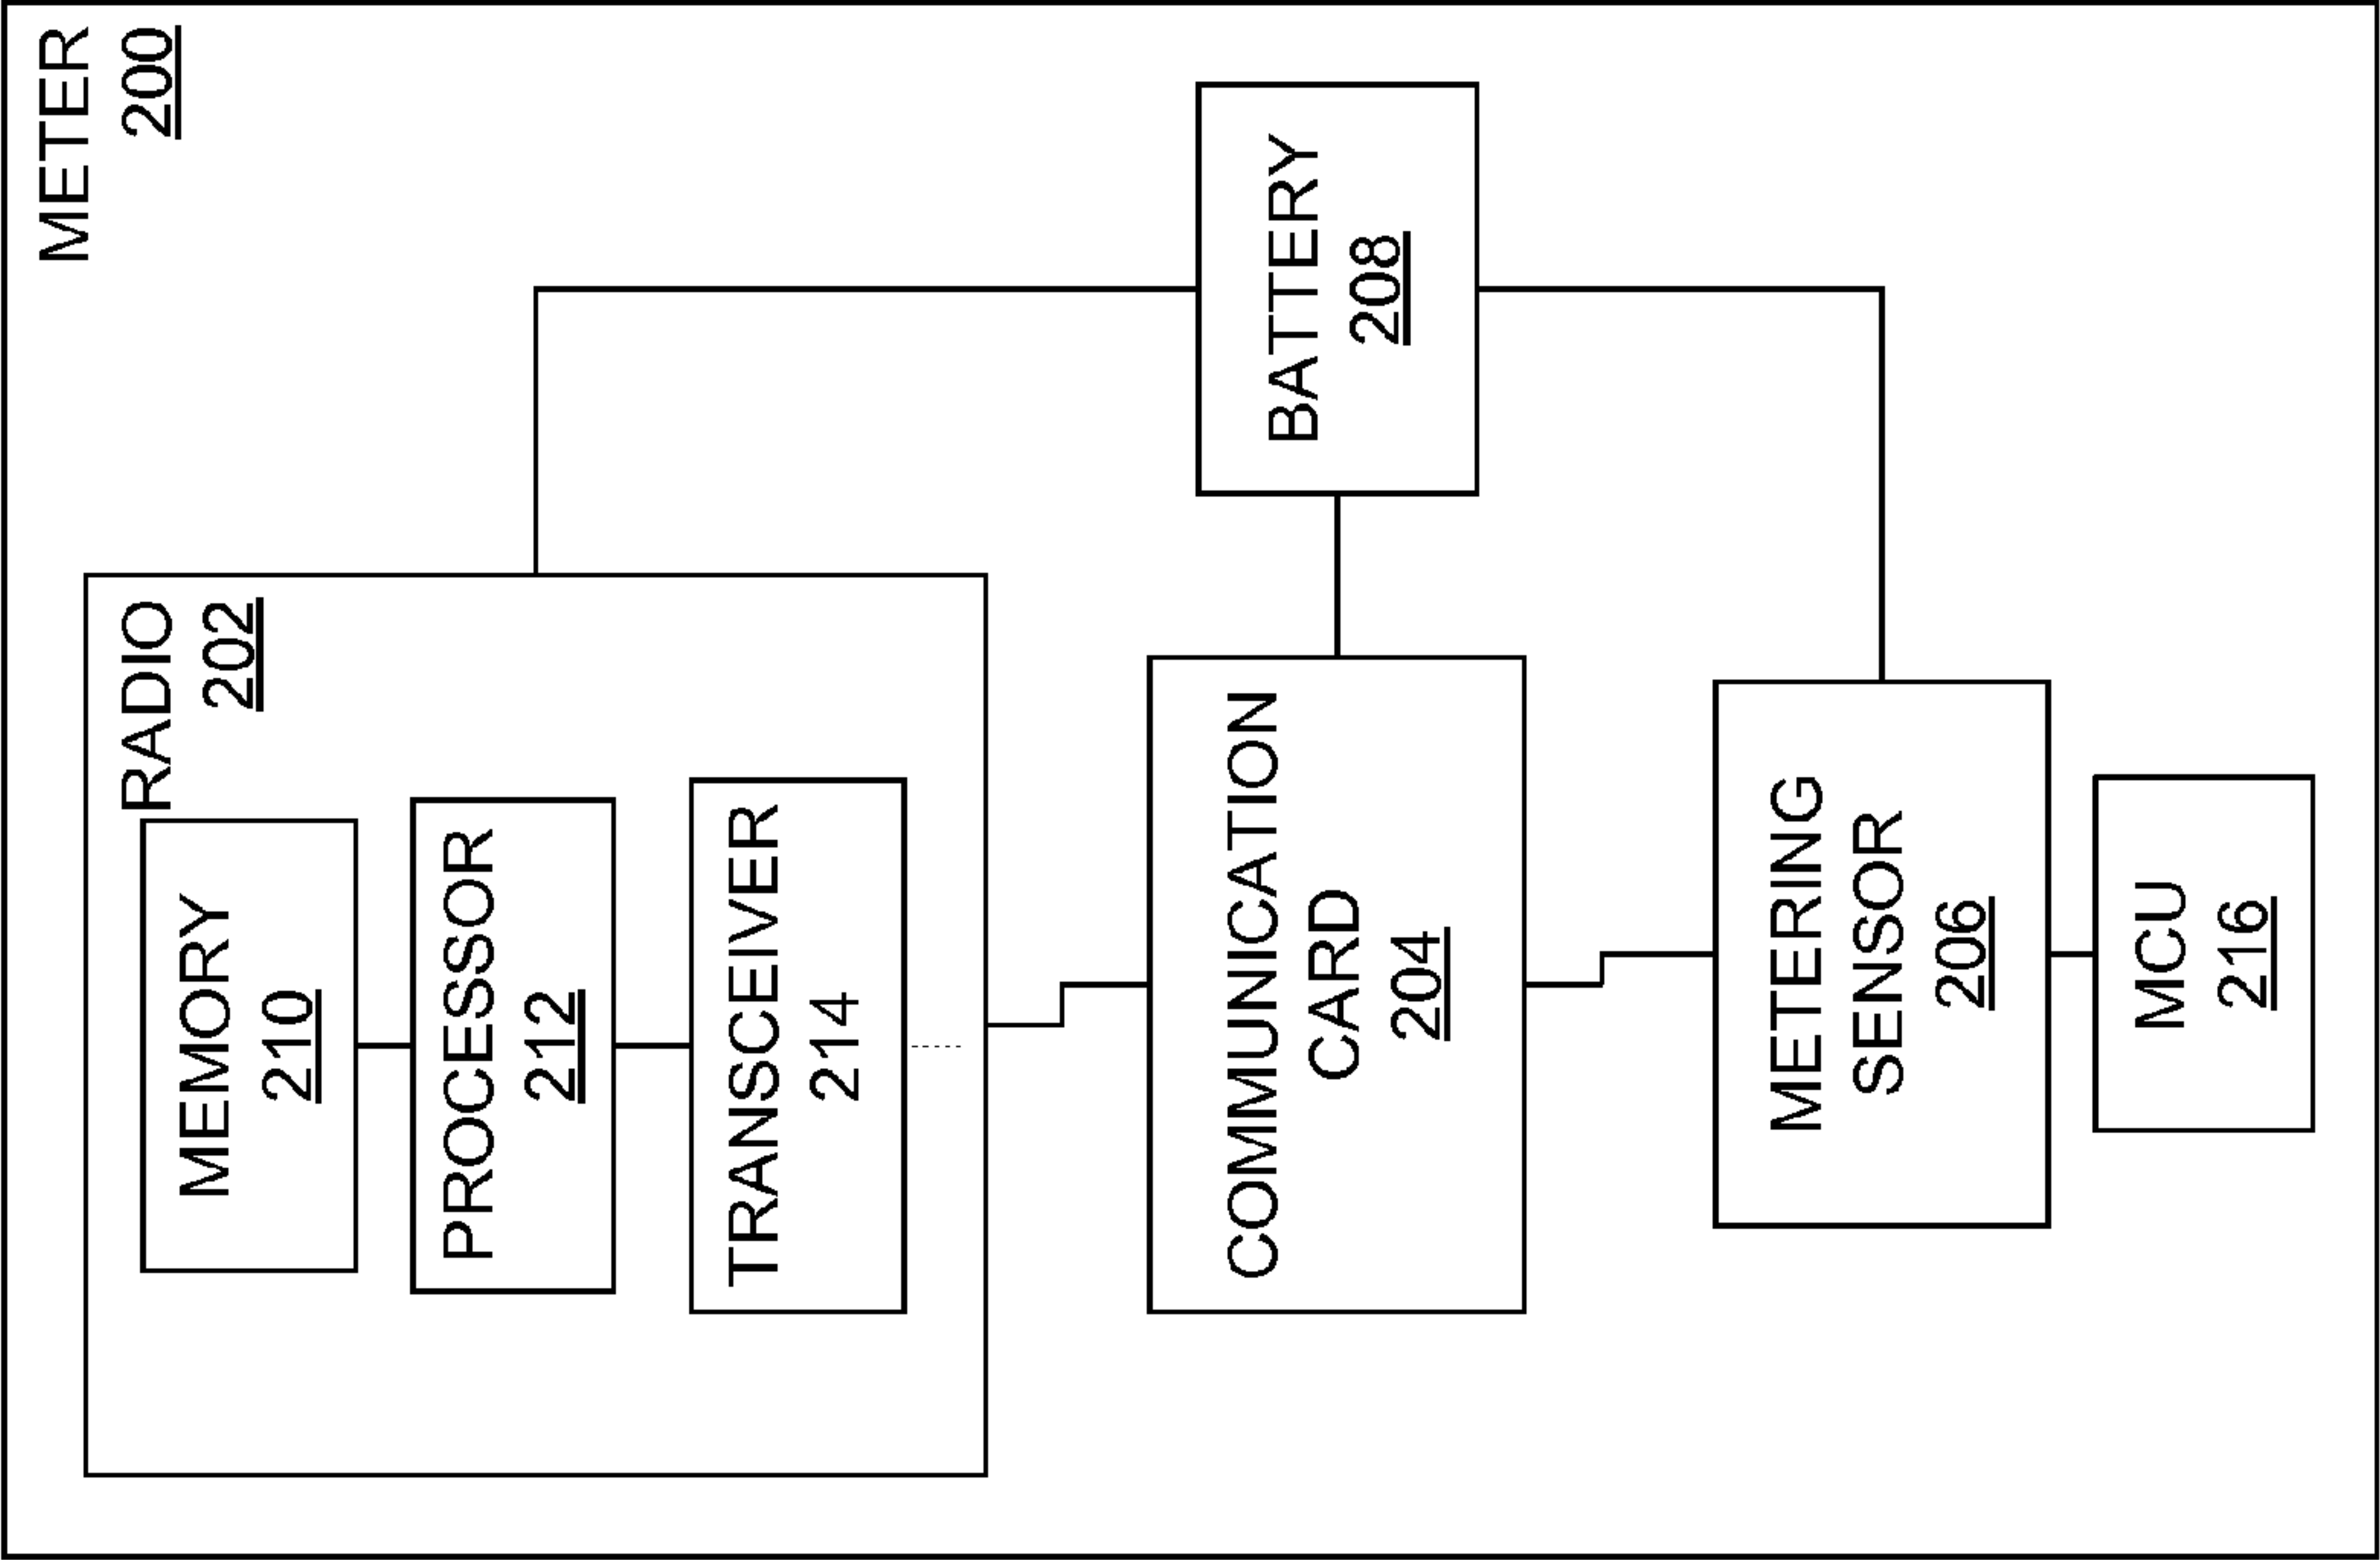 METER
200
RADIO
202
MEMORY
210
PROCESSOR
212
TRANSCEIVER
214
BATTERY
208
COMMUNICATION
CARD
204
METERING
SENSOR
206
MCU
216